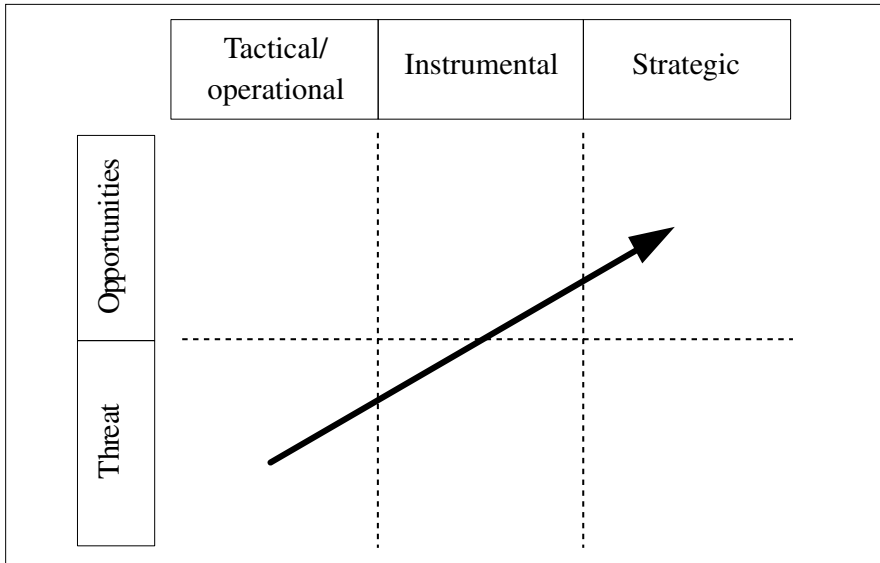 Tactical/
operational
Instrumental
Strategic
Opportunities
Threat